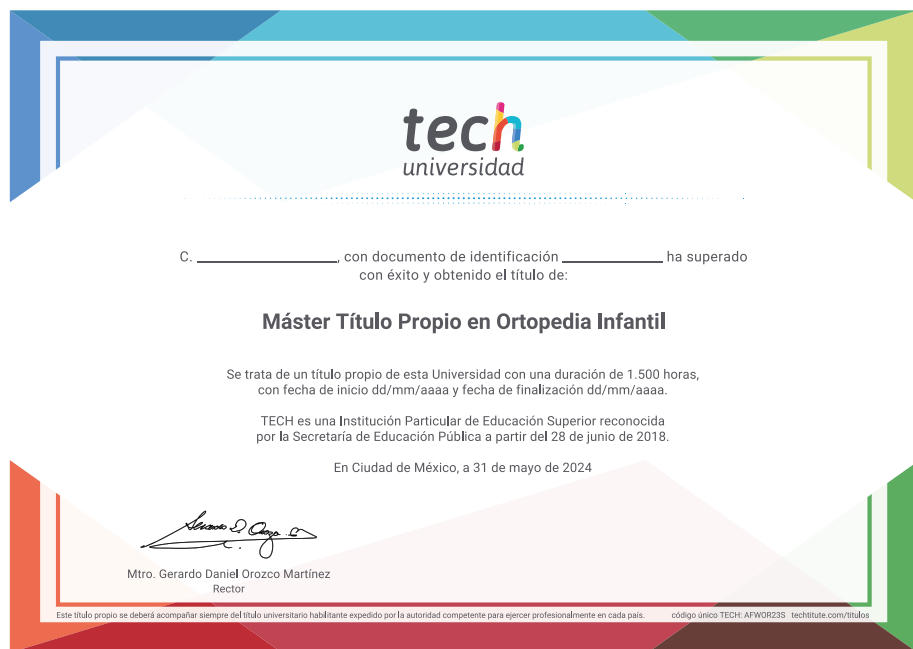 tech
universidad
C. ____________________, con documento de identificación ______________ ha superado
con éxito y obtenido el título de:
Máster Título Propio en Ortopedia Infantil
Se trata de un título propio de esta Universidad con una duración de 1.500 horas,
con fecha de inicio dd/mm/aaaa y fecha de finalización dd/mm/aaaa.
TECH es una Institución Particular de Educación Superior reconocida
por la Secretaría de Educación Pública a partir del 28 de junio de 2018.
En Ciudad de México, a 31 de mayo de 2024
Mtro. Gerardo Daniel Orozco Martínez
Rector
Este título propio se deberá acompañar siempre del título universitario habilitante expedido por la autoridad competente para ejercer profesionalmente en cada país. código único TECH: AFWOR23S techtitute.com/titulos